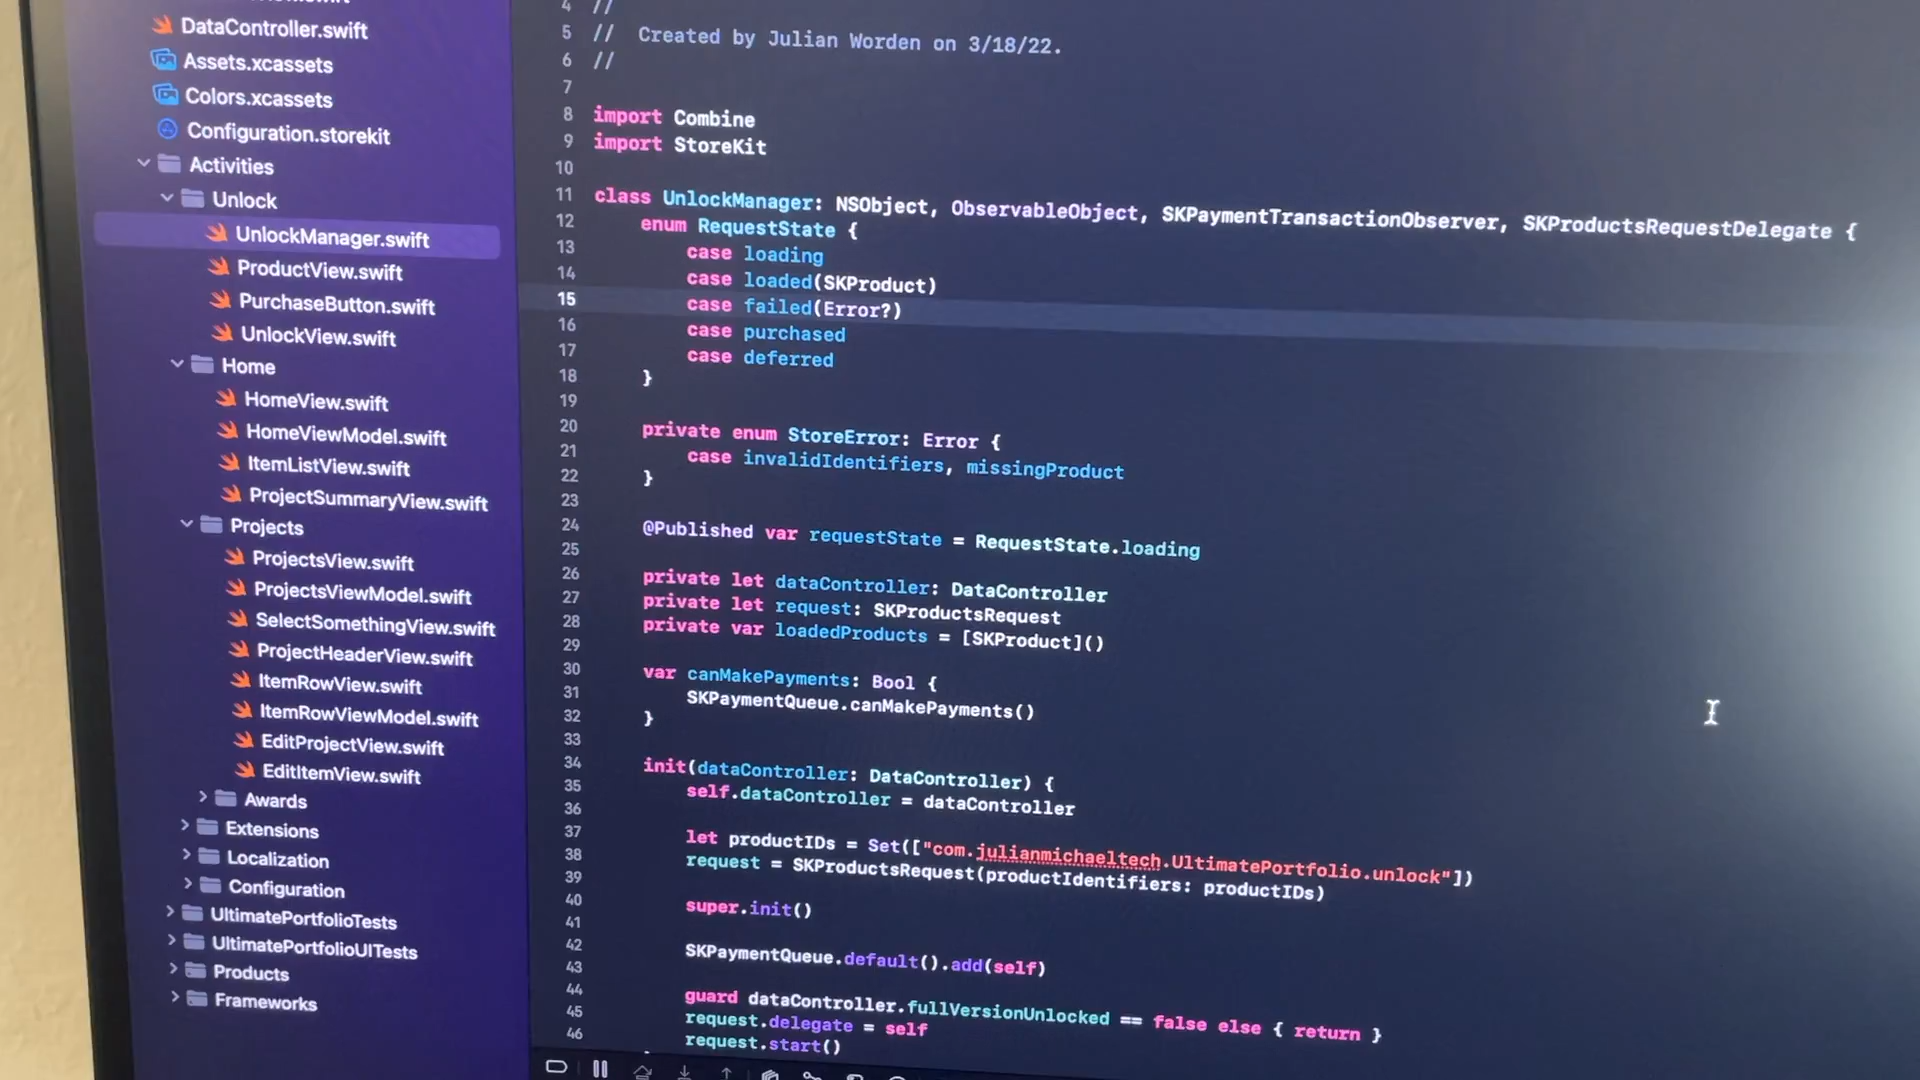 DataController.swift
Assets.xcassets
Colors.xcassets
Configuration.storekit
Activities
Unlock
UnlockManager.swift
ProductView.swift
PurchaseButton.swift
UnlockView.swift
Home
HomeView.swift
HomeViewModel.swift
ItemListView.swift
ProjectSummaryView.swift
Projects
ProjectsView.swift
ProjectsViewModel.swift
SelectSomethingView.swift
ProjectHeaderView.swift
ItemRowView.swift
ItemRowViewModel.swift
EditProjectView.swift
EditItemView.swift
Awards
Extensions
Localization
Configuration
UltimatePortfolioTests
UltimatePortfolioUITests
Products
Frameworks
4 //
5 // Created by Julian Worden on 3/18/22.
6 //
7
8 import Combine
9 import StoreKit
10
11 class UnlockManager: NSObject, ObservableObject, SKPaymentTransactionObserver, SKProductsRequestDelegate {
12 enum RequestState {
13 case loading
14 case loaded(SKProduct)
15 case failed(Error?)
16 case purchased
17 case deferred
18 }
19
20 private enum StoreError: Error {
21 case invalidIdentifiers, missingProduct
22 }
23
24 @Published var requestState = RequestState.loading
25
26 private let dataController: DataController
27 private let request: SKProductsRequest
28 private var loadedProducts = [SKProduct]()
29
30 var canMakePayments: Bool {
31 SKPaymentQueue.canMakePayments()
32 }
33
34 init(dataController: DataController) {
35 self.dataController = dataController
36
37 let productIDs = Set(["com.julianmichaeltech.UltimatePortfolio.unlock"])
38 request = SKProductsRequest(productIdentifiers: productIDs)
39
40 super.init()
41
42 SKPaymentQueue.default().add(self)
43
44 guard dataController.fullVersionUnlocked == false else { return }
45 request.delegate = self
46 request.start()